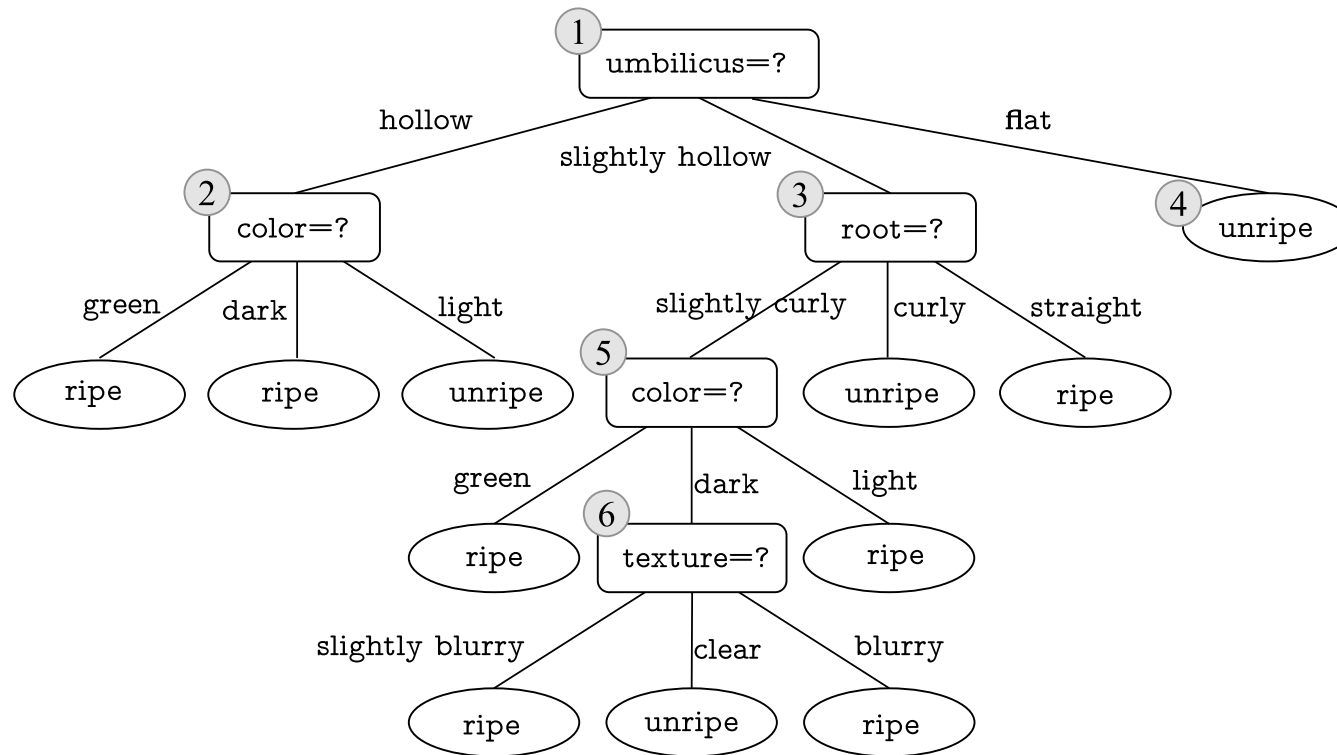 1
umbilicus=?
hollow
slightly hollow
flat
2
color=?
3
root=?
4
unripe
green
dark
light
slightly curly
curly
straight
ripe
ripe
unripe
5
color=?
unripe
ripe
green
dark
light
ripe
6
texture=?
ripe
slightly blurry
clear
blurry
ripe
unripe
ripe